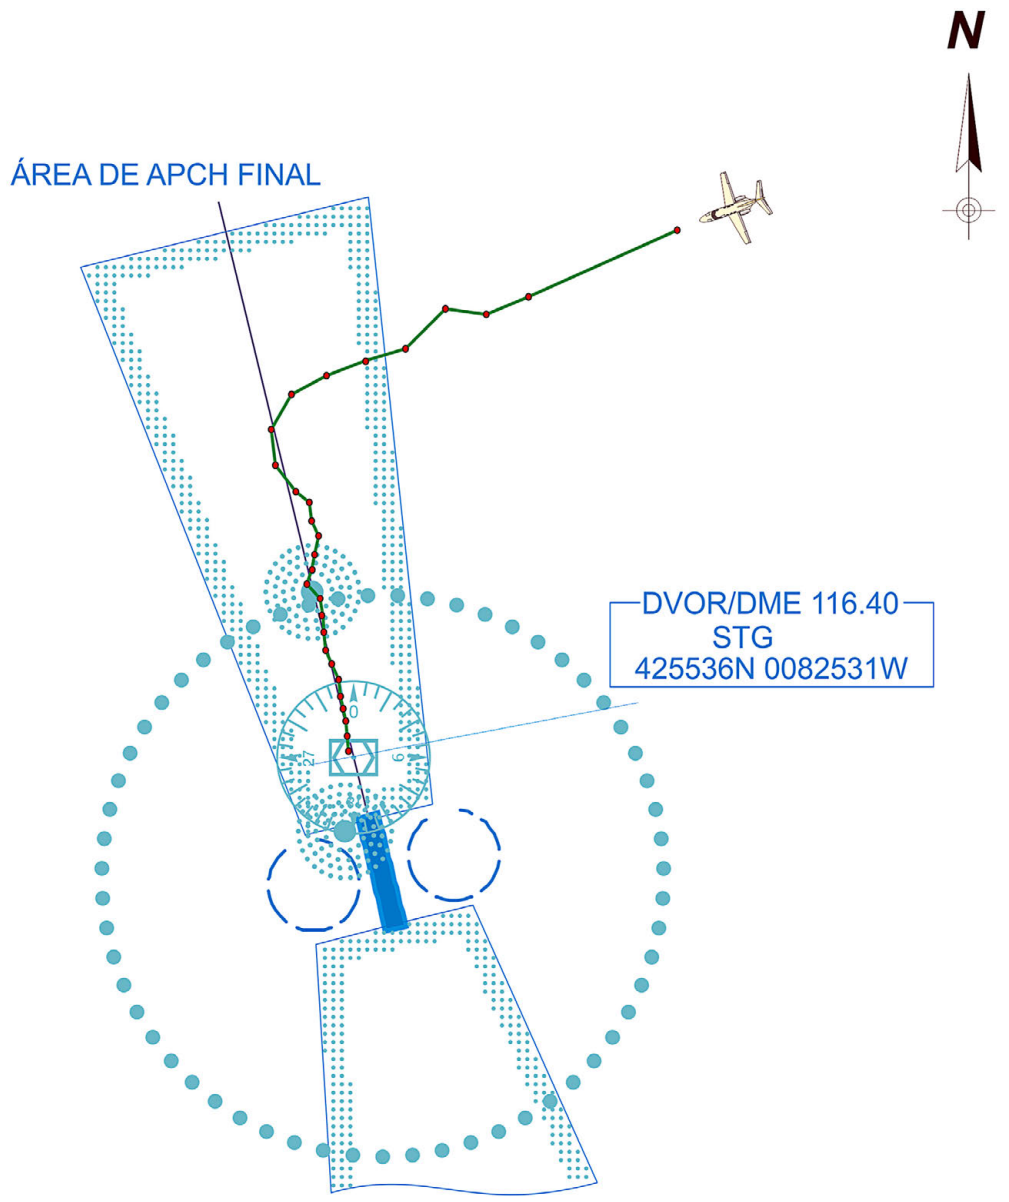 N
ÁREA DE APCH FINAL
DVOR/DME 116.40
STG
425536N 0082531W
0
27
9